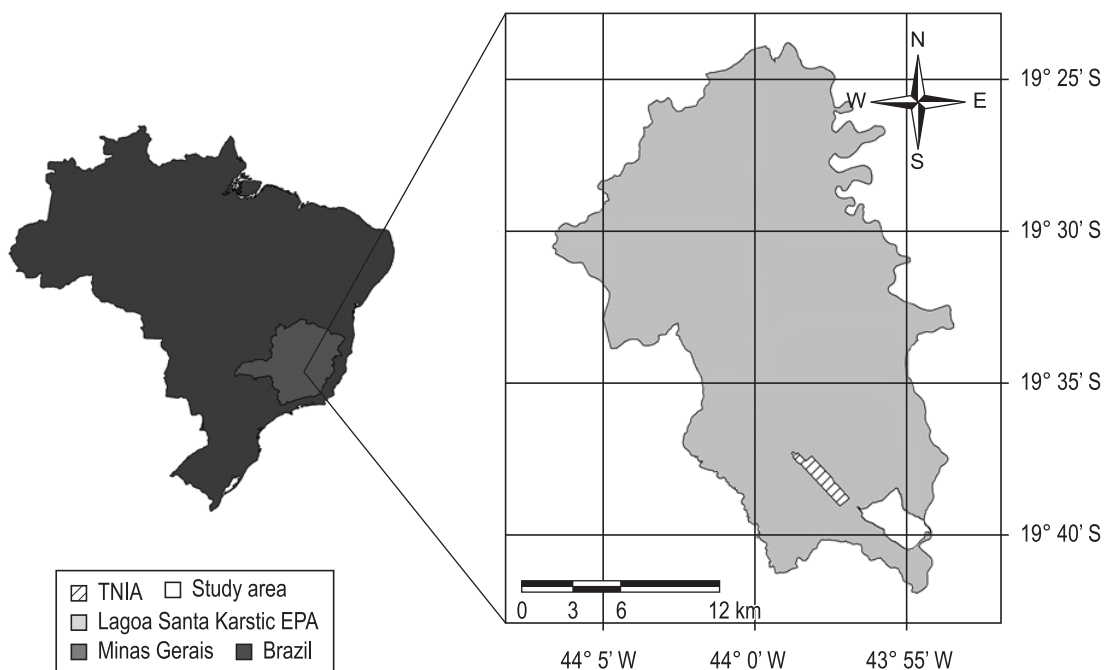 N
W E
S
19° 25’ S
19° 30’ S
19° 35’ S
19° 40’ S
0 3 6 12 km
44° 5’ W 44° 0’ W 43° 55’ W
TNIA Study area
Lagoa Santa Karstic EPA
Minas Gerais Brazil